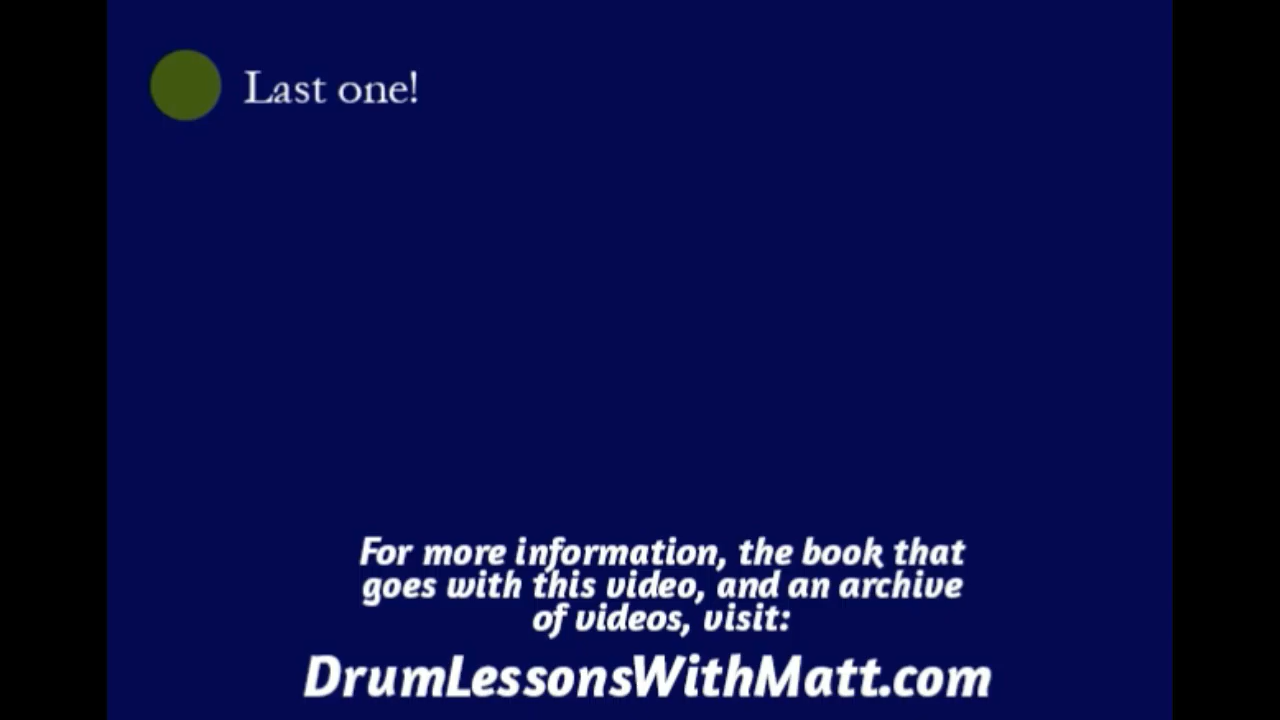 Last one!
For more information, the book that
goes with this video, and an archive
of videos, visit:
DrumLessonsWithMatt.com